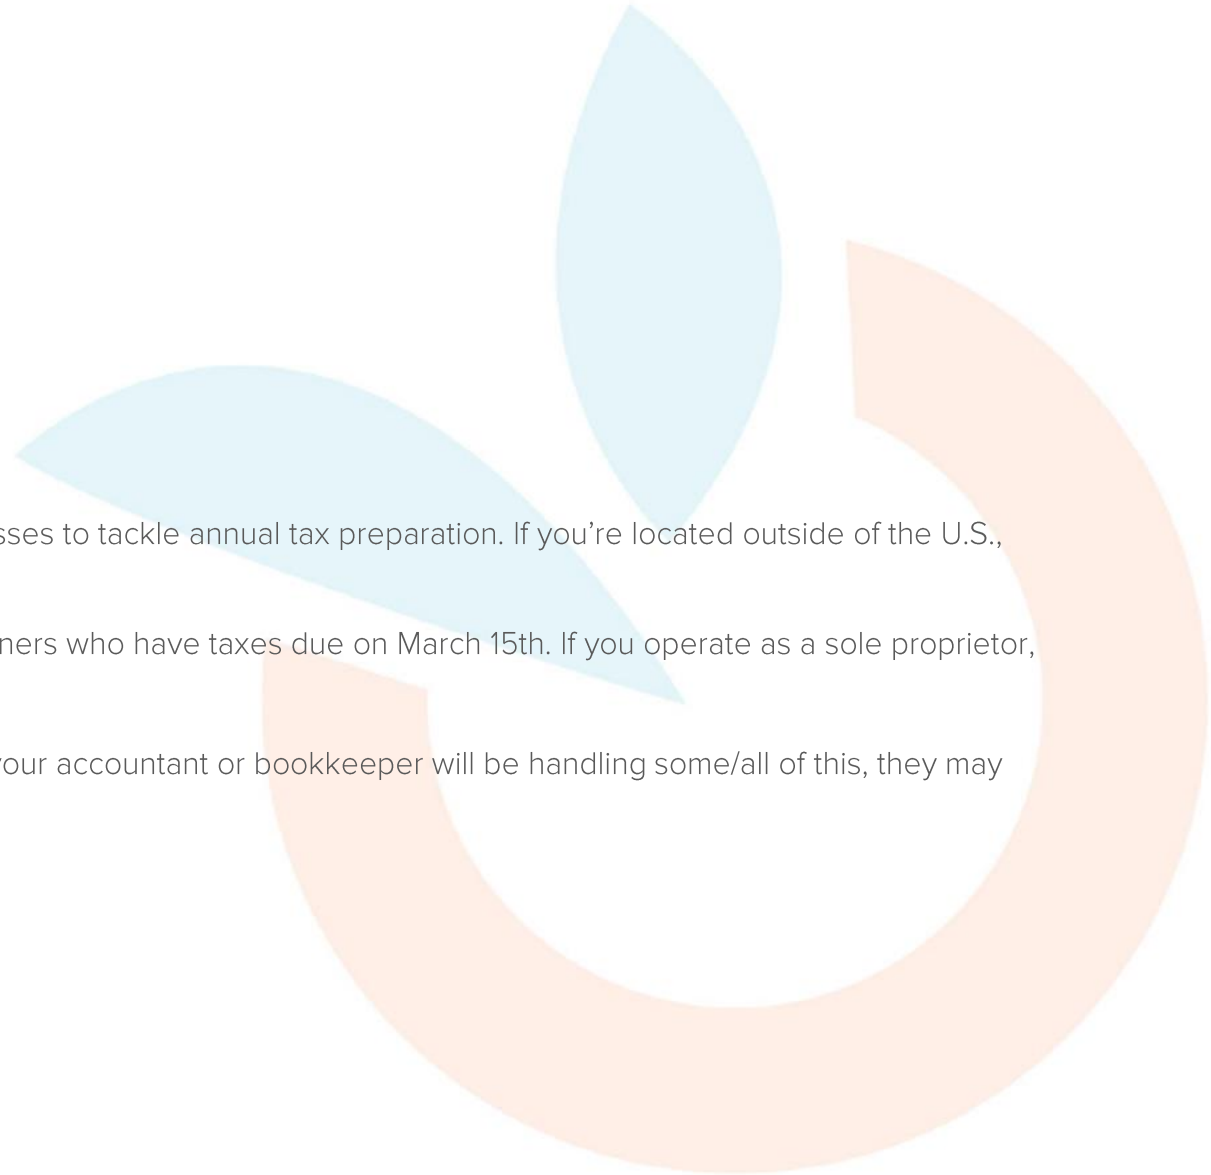 sses to tackle annual tax preparation. If you’re located outside of the U.S.,
ners who have taxes due on March 15th. If you operate as a sole proprietor,
your accountant or bookkeeper will be handling some/all of this, they may